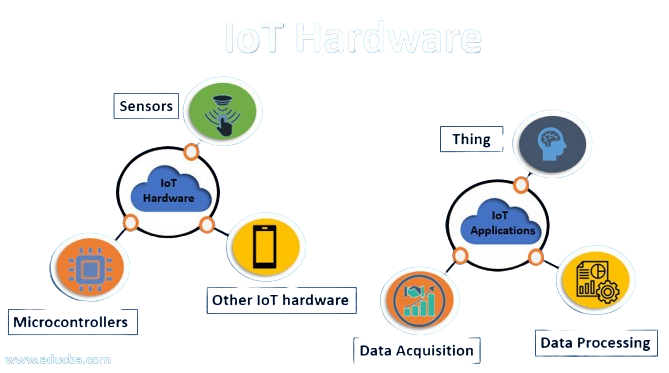 IoT Hardware
Sensors
IoT
Hardware
Microcontrollers
Other IoT hardware
Thing
IoT
Applications
Data Acquisition
Data Processing
www.educba.com